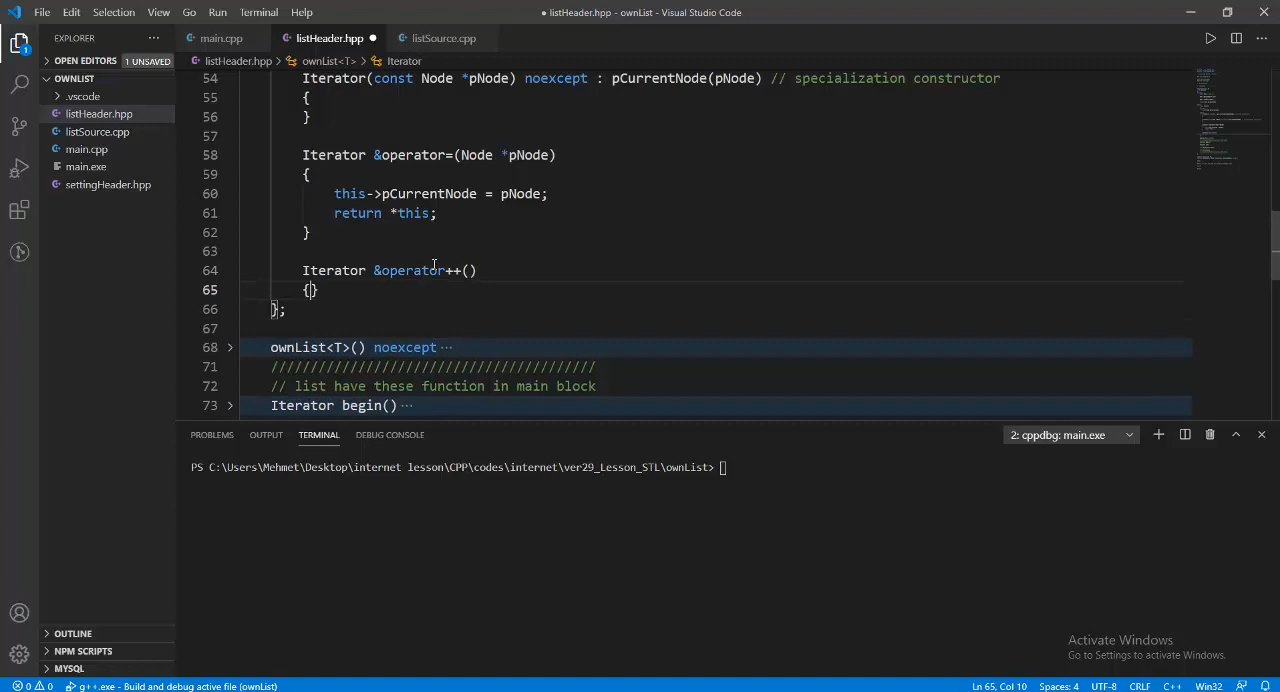 File Edit Selection View Go Run Terminal Help
● listHeader.hpp - ownList - Visual Studio Code
EXPLORER ···
main.cpp listHeader.hpp ● listSource.cpp
OPEN EDITORS 1 UNSAVED
listHeader.hpp > ownList<T> > Iterator
OWNLIST
.vscode
listHeader.hpp
listSource.cpp
main.cpp
main.exe
settingHeader.hpp
54 Iterator(const Node *pNode) noexcept : pCurrentNode(pNode) // specialization constructor
55 {
56 }
57
58 Iterator &operator=(Node *pNode)
59 {
60 this->pCurrentNode = pNode;
61 return *this;
62 }
63
64 Iterator &operator++()
65 {}
66 };
67
68 ownList<T>() noexcept ···
71 //////////////////////////////////////////
72 // list have these function in main block
73 Iterator begin() ···
PROBLEMS OUTPUT TERMINAL DEBUG CONSOLE
2: cppdbg: main.exe
PS C:\Users\Mehmet\Desktop\internet lesson\CPP\codes\internet\ver29_Lesson_STL\ownList>
1
OUTLINE
NPM SCRIPTS
MYSQL
Activate Windows
Go to Settings to activate Windows.
0 0 g++.exe - Build and debug active file (ownList)
Ln 65, Col 10 Spaces: 4 UTF-8 CRLF C++ Win32